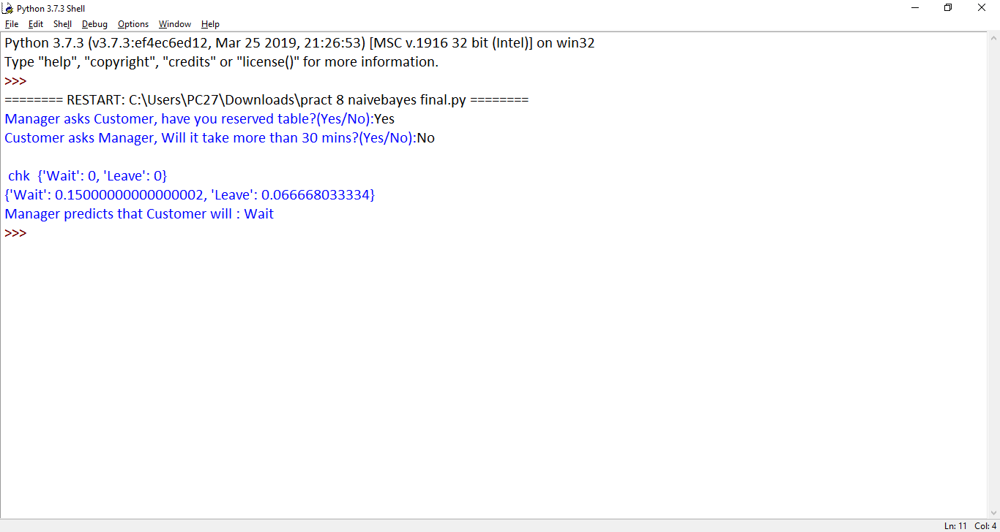 Python 3.7.3 Shell
File Edit Shell Debug Options Window Help
Python 3.7.3 (v3.7.3:ef4ec6ed12, Mar 25 2019, 21:26:53) [MSC v.1916 32 bit (Intel)] on win32
Type "help", "copyright", "credits" or "license()" for more information.
>>>
======== RESTART: C:\Users\PC27\Downloads\pract 8 naivebayes final.py ========
Manager asks Customer, have you reserved table?(Yes/No):Yes
Customer asks Manager, Will it take more than 30 mins?(Yes/No):No
chk  {'Wait': 0, 'Leave': 0}
{'Wait': 0.15000000000000002, 'Leave': 0.066668033334}
Manager predicts that Customer will : Wait
>>>
Ln: 11 Col: 4